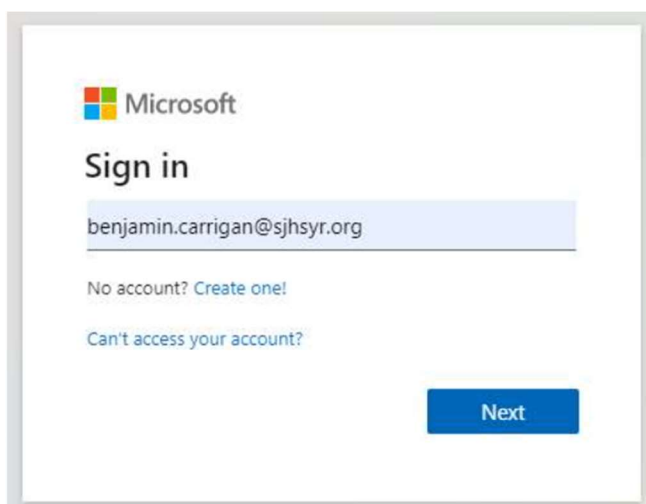 Microsoft
Sign in
benjamin.carrigan@sjhsyr.org
No account? Create one!
Can't access your account?
Next